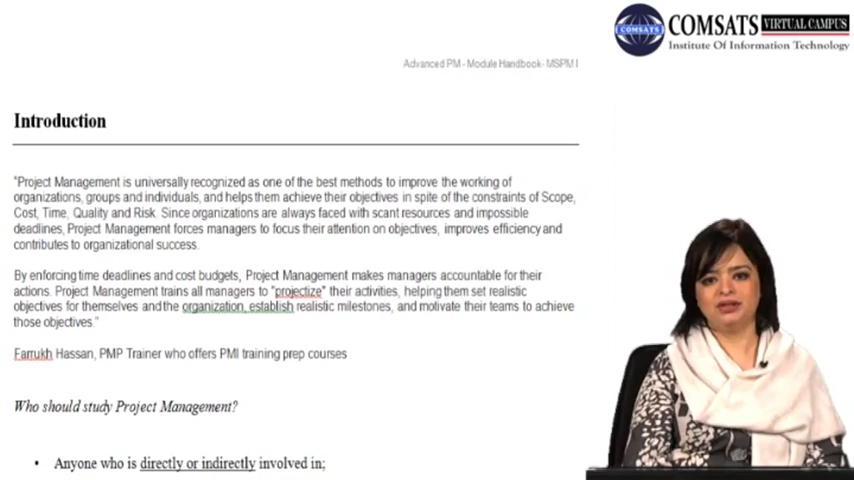 COMSATS VIRTUAL CAMPUS
COMSATS
Institute Of Information Technology
Advanced PM - Module Handbook- MSPM I
Introduction
"Project Management is universally recognized as one of the best methods to improve the working of
organizations, groups and individuals, and helps them achieve their objectives in spite of the constraints of Scope,
Cost, Time, Quality and Risk. Since organizations are always faced with scant resources and impossible
deadlines, Project Management forces managers to focus their attention on objectives, improves efficiency and
contributes to organizational success.
By enforcing time deadlines and cost budgets, Project Management makes managers accountable for their
actions. Project Management trains all managers to "projectize" their activities, helping them set realistic
objectives for themselves and the organization, establish realistic milestones, and motivate their teams to achieve
those objectives."
Farrukh Hassan, PMP Trainer who offers PMI training prep courses
Who should study Project Management?
• Anyone who is directly or indirectly involved in;